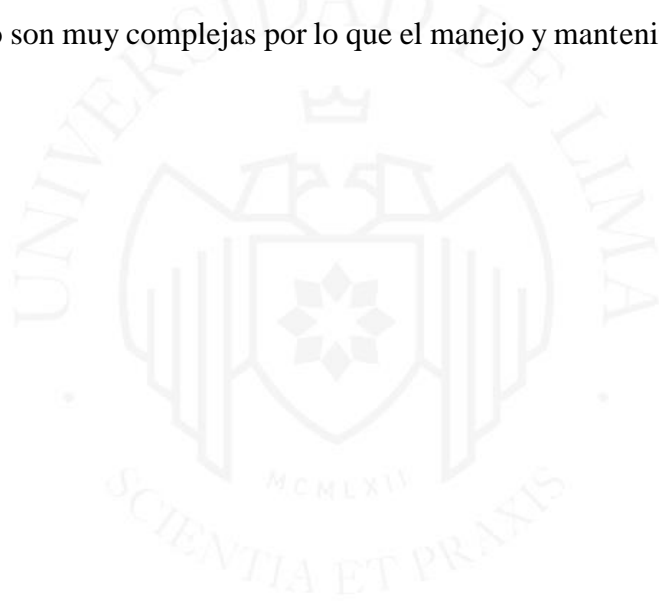 son muy complejas por lo que el manejo y manteni
UNIVERSIDAD DE LIMA
MCMLXII
SCIENTIA ET PRAXIS